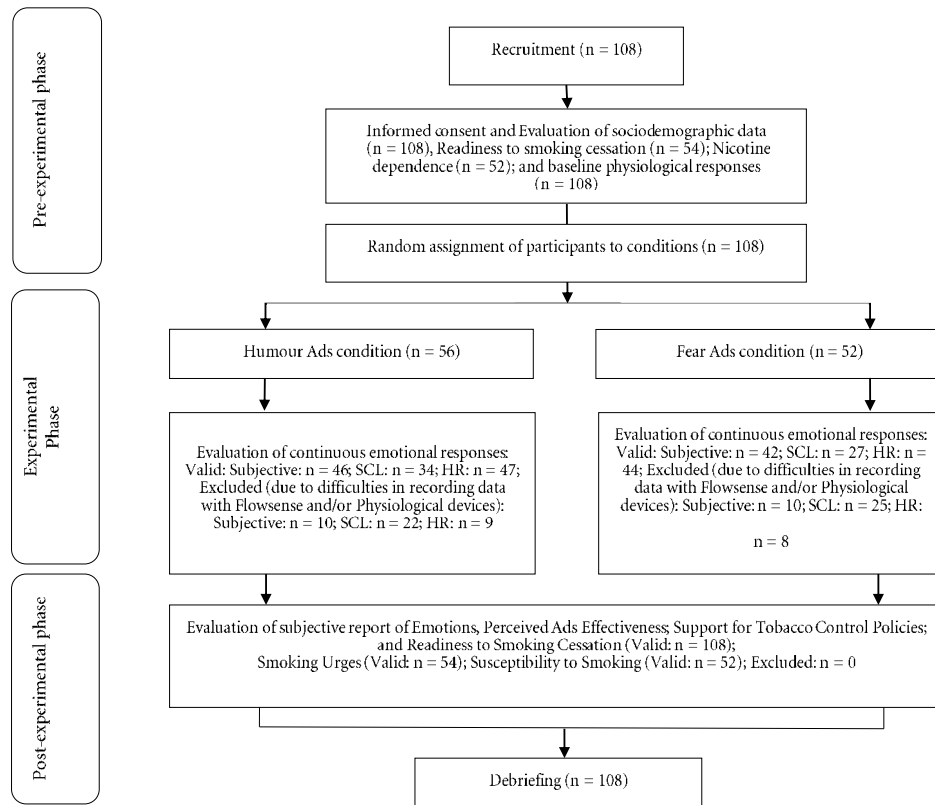 Pre-experimental phase
Recruitment (n = 108)
Informed consent and Evaluation of sociodemographic data
(n = 108), Readiness to smoking cessation (n = 54); Nicotine
dependence (n = 52); and baseline physiological responses
(n = 108)
Random assignment of participants to conditions (n = 108)
Experimental
Phase
Humour Ads condition (n = 56)
Fear Ads condition (n = 52)
Evaluation of continuous emotional responses:
Valid: Subjective: n = 46; SCL: n = 34; HR: n = 47;
Excluded (due to difficulties in recording data
with Flowsense and/or Physiological devices):
Subjective: n = 10; SCL: n = 22; HR: n = 9
Evaluation of continuous emotional responses:
Valid: Subjective: n = 42; SCL: n = 27; HR: n =
44; Excluded (due to difficulties in recording
data with Flowsense and/or Physiological
devices): Subjective: n = 10; SCL: n = 25; HR:
n = 8
Post-experimental phase
Evaluation of subjective report of Emotions, Perceived Ads Effectiveness; Support for Tobacco Control Policies;
and Readiness to Smoking Cessation (Valid: n = 108);
Smoking Urges (Valid: n = 54); Susceptibility to Smoking (Valid: n = 52); Excluded: n = 0
Debriefing (n = 108)